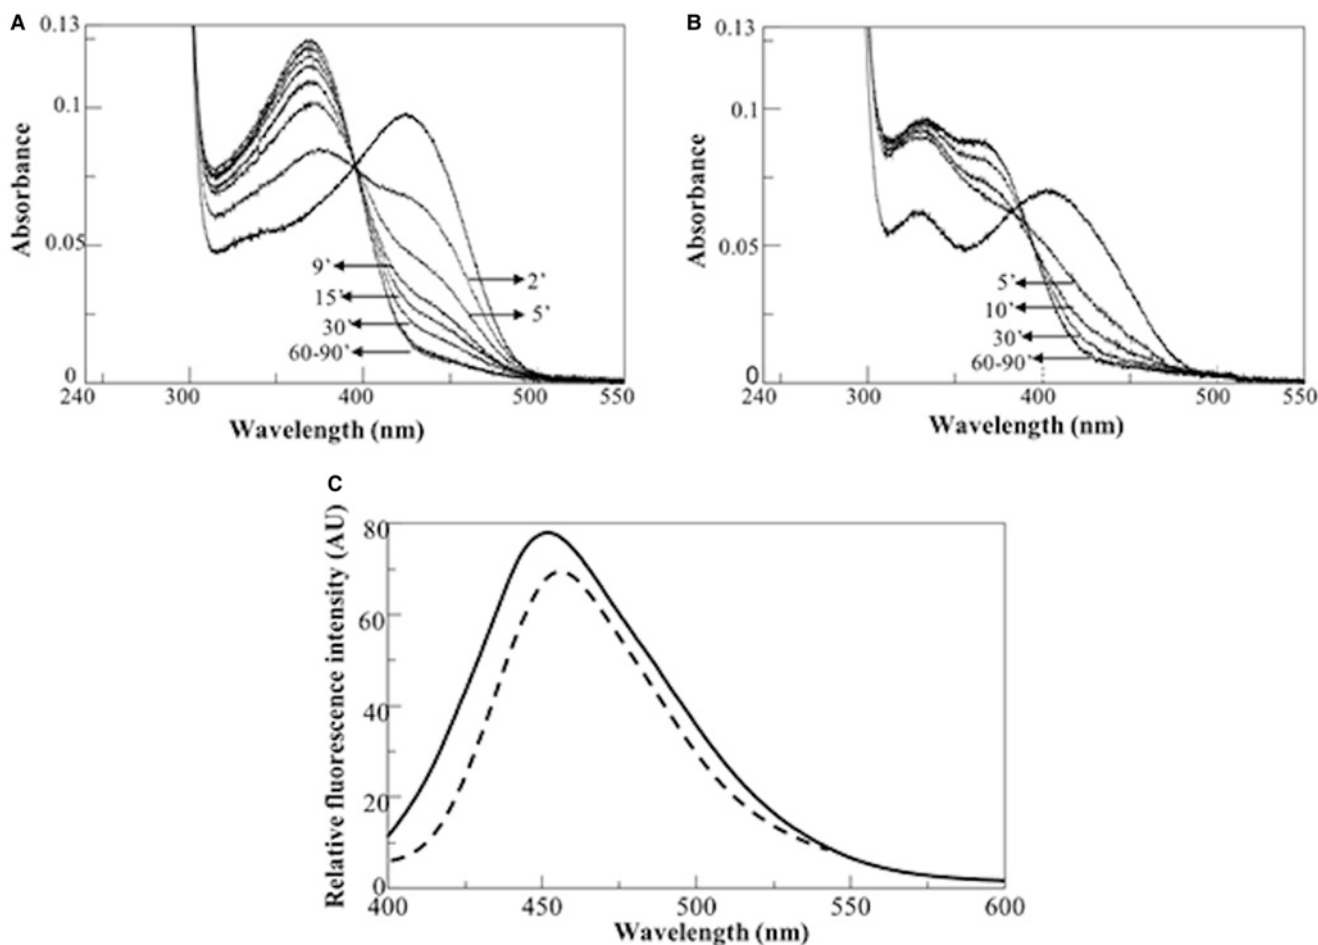 A
0.13
0.1
0.05
0
Absorbance
9'
15'
30'
60-90'
2'
5'
240 300 400 500 550
Wavelength (nm)
B
0.13
0.1
0.05
0
Absorbance
5'
10'
30'
60-90'
240 300 400 500 550
Wavelength (nm)
C
80
60
40
20
0
Relative fluorescence intensity (AU)
400 450 500 550 600
Wavelength (nm)